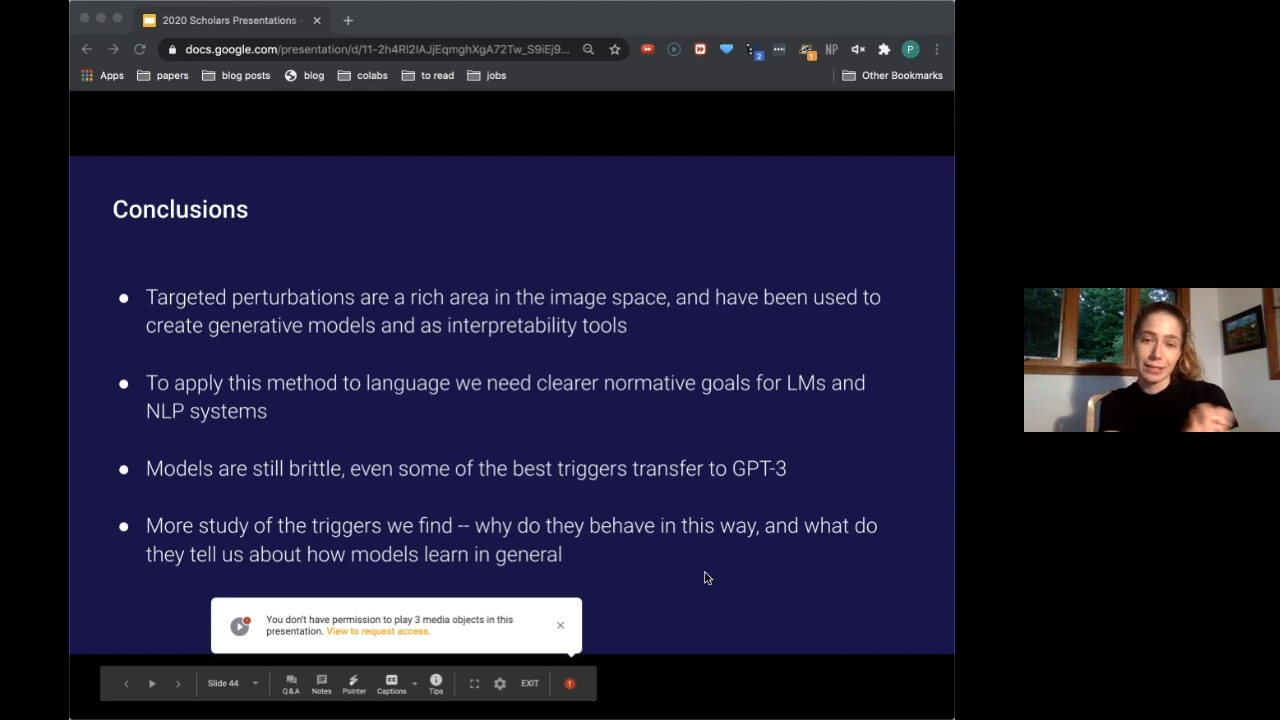 2020 Scholars Presentations
docs.google.com/presentation/d/11-2h4RI2IAJjEqmghXgA72Tw_S9iEj9...
Apps papers blog posts blog colabs to read jobs Other Bookmarks
NP
P
2
1
Conclusions
Targeted perturbations are a rich area in the image space, and have been used to
create generative models and as interpretability tools
To apply this method to language we need clearer normative goals for LMs and
NLP systems
Models are still brittle, even some of the best triggers transfer to GPT-3
More study of the triggers we find -- why do they behave in this way, and what do
they tell us about how models learn in general
You don't have permission to play 3 media objects in this
presentation. View to request access.
Slide 44 Q&A Notes Pointer Captions Tips EXIT